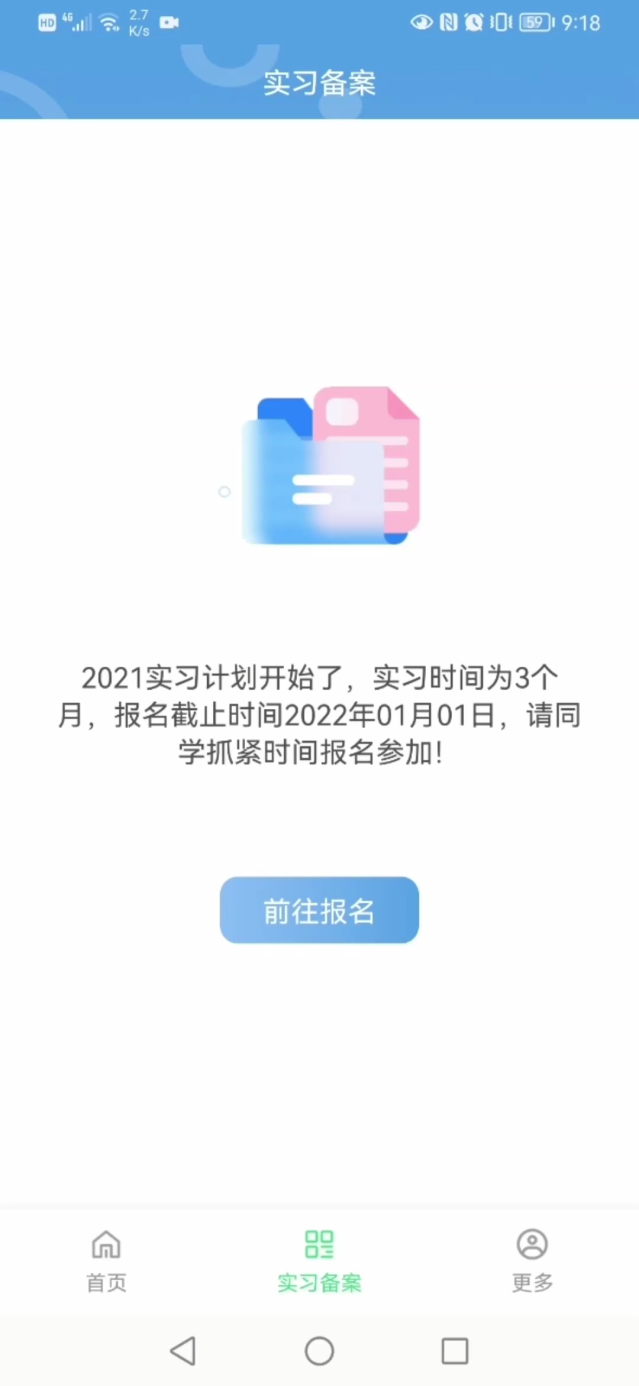 HD 4G 2.7 K/s 59 9:18
实习备案
2021实习计划开始了，实习时间为3个
月，报名截止时间2022年01月01日，请同
学抓紧时间报名参加！
前往报名
首页 实习备案 更多